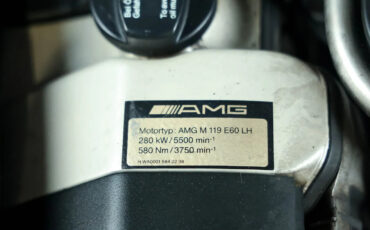 AMG
Motortyp: AMG M 119 E60 LH
280 kW/5500 min⁻¹
580 Nm/3750 min⁻¹